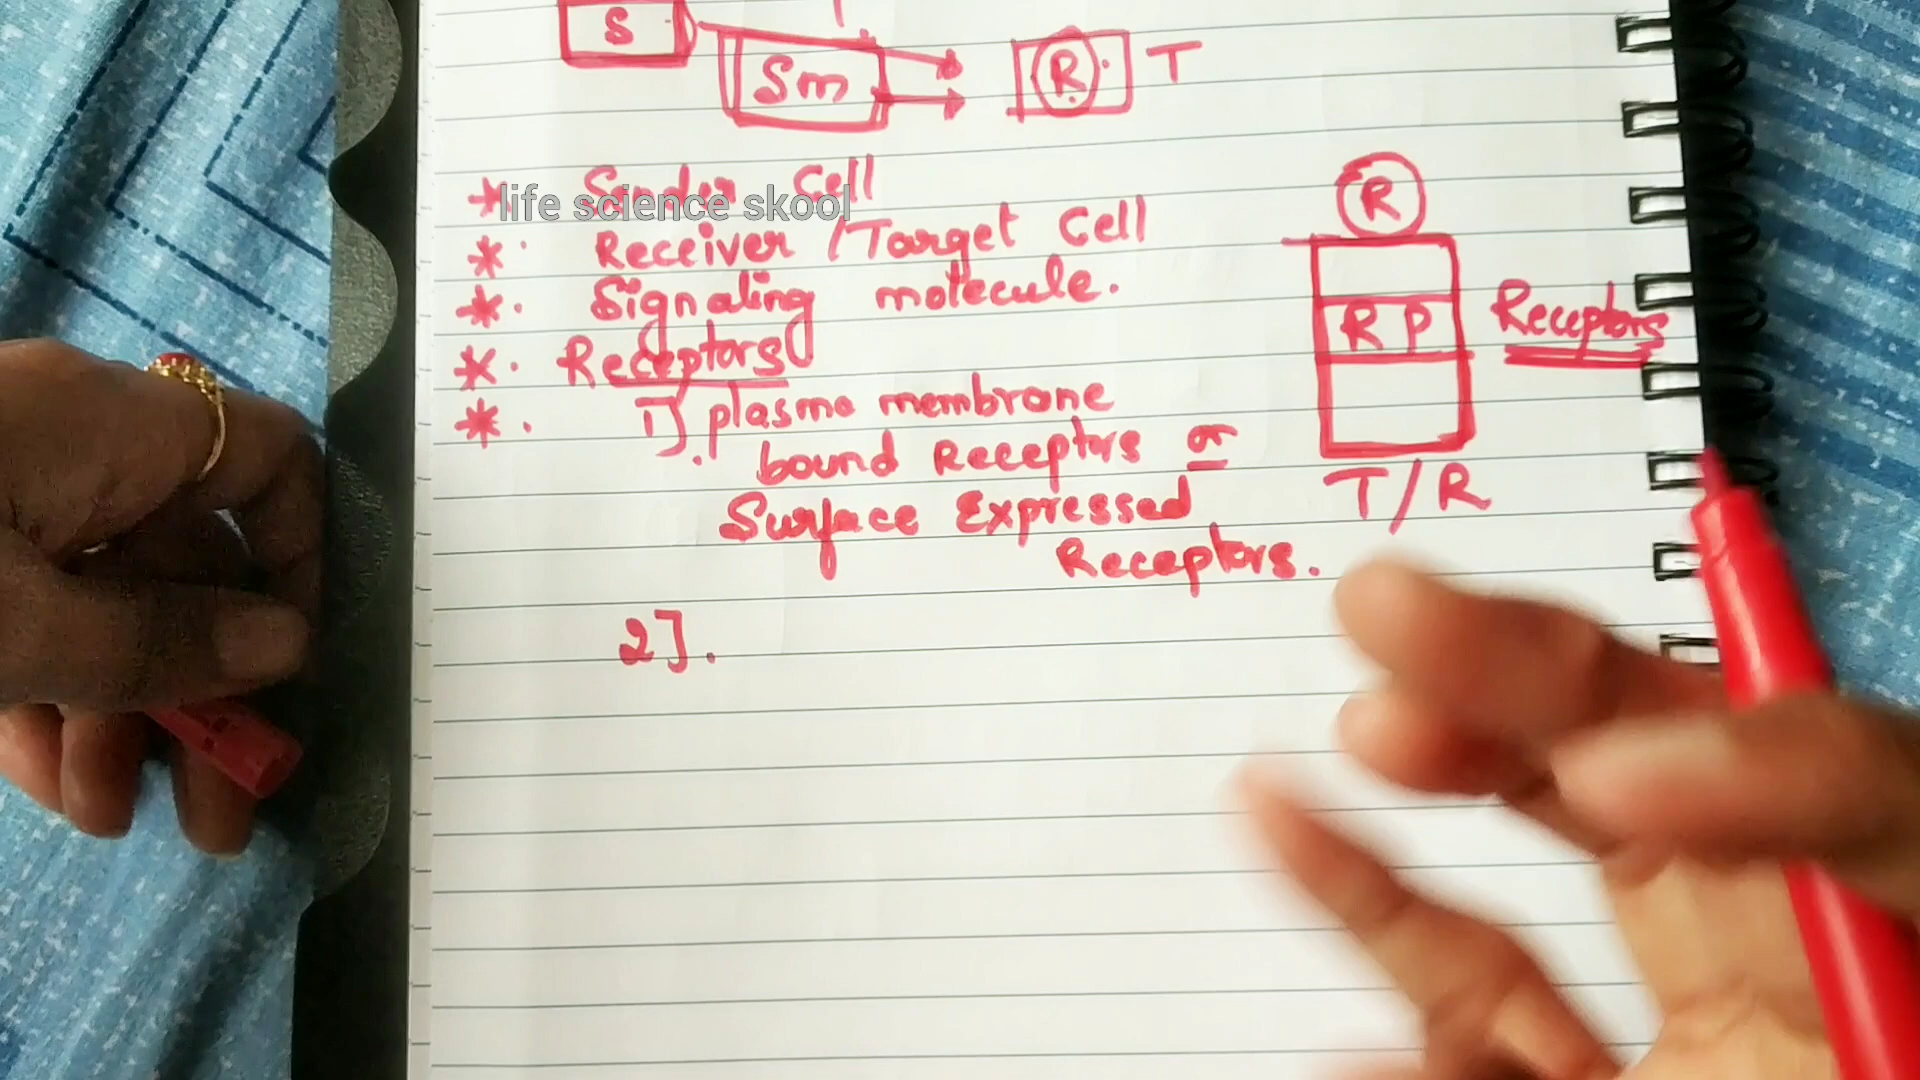 S
Sm
R
T
* Sender Cell
life science skool
*. Receiver / Target Cell
*. Signaling molecule.
*. Receptors
*. 1]. plasma membrane
bound Receptors or
Surface Expressed
Receptors.
2].
R
R P
Receptors
T/R